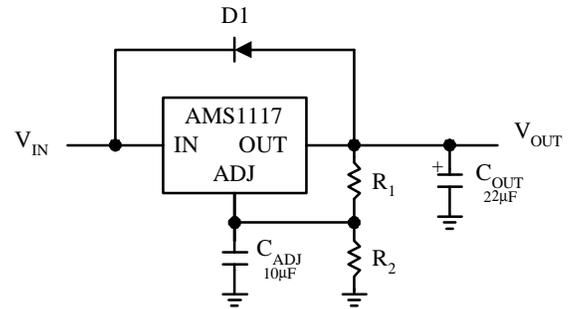 D1
AMS1117
V_IN
IN OUT
V_OUT
ADJ
+
C_OUT
22µF
R_1
C_ADJ
10µF
R_2